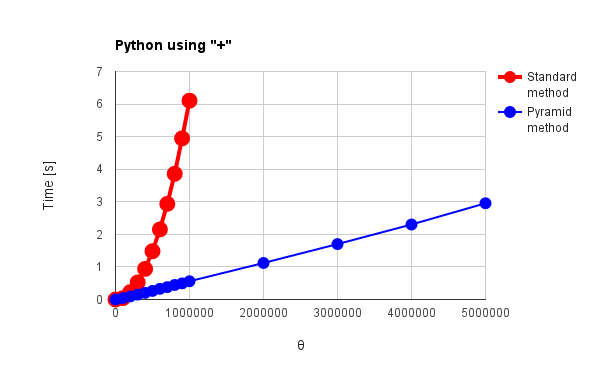 Python using "+"
7
6
5
4
3
2
1
0
Time [s]
0 1000000 2000000 3000000 4000000 5000000
θ
Standard
method
Pyramid
method